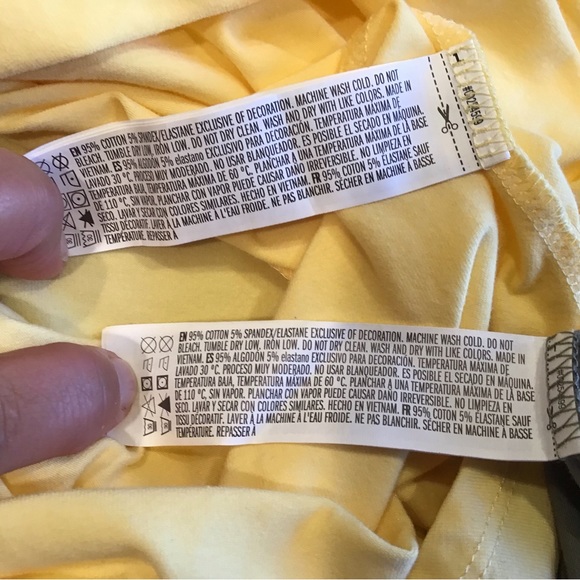 1
#612459
EN 95% COTTON 5% SPANDEX/ELASTANE EXCLUSIVE OF DECORATION. MACHINE WASH COLD. DO NOT
BLEACH. TUMBLE DRY LOW. IRON LOW. DO NOT DRY CLEAN. WASH AND DRY WITH LIKE COLORS. MADE IN
VIETNAM. ES 95% ALGODÓN 5% elastano EXCLUSIVO PARA DECORACIÓN. TEMPERATURA MÁXIMA DE
LAVADO 30 °C. PROCESO MUY MODERADO. NO USAR BLANQUEADOR. ES POSIBLE EL SECADO EN MÁQUINA.
TEMPERATURA BAJA, TEMPERATURA MÁXIMA DE 60 °C. PLANCHAR A UNA TEMPERATURA MÁXIMA DE LA BASE
DE 110 °C, SIN VAPOR. PLANCHAR CON VAPOR PUEDE CAUSAR DAÑO IRREVERSIBLE. NO LIMPIEZA EN
SECO. LAVAR Y SECAR CON COLORES SIMILARES. HECHO EN VIETNAM. FR 95% COTON 5% ELASTANE SAUF
TISSU DÉCORATIF. LAVER À LA MACHINE À L'EAU FROIDE. NE PAS BLANCHIR. SÉCHER EN MACHINE À BASSE
TEMPÉRATURE. REPASSER À
EN 95% COTTON 5% SPANDEX/ELASTANE EXCLUSIVE OF DECORATION. MACHINE WASH COLD. DO NOT
BLEACH. TUMBLE DRY LOW. IRON LOW. DO NOT DRY CLEAN. WASH AND DRY WITH LIKE COLORS. MADE IN
VIETNAM. ES 95% ALGODÓN 5% elastano EXCLUSIVO PARA DECORACIÓN. TEMPERATURA MÁXIMA DE
LAVADO 30 °C. PROCESO MUY MODERADO. NO USAR BLANQUEADOR. ES POSIBLE EL SECADO EN MÁQUINA.
TEMPERATURA BAJA, TEMPERATURA MÁXIMA DE 60 °C. PLANCHAR A UNA TEMPERATURA MÁXIMA DE LA BASE
DE 110 °C, SIN VAPOR. PLANCHAR CON VAPOR PUEDE CAUSAR DAÑO IRREVERSIBLE. NO LIMPIEZA EN
SECO. LAVAR Y SECAR CON COLORES SIMILARES. HECHO EN VIETNAM. FR 95% COTON 5% ELASTANE SAUF
TISSU DÉCORATIF. LAVER À LA MACHINE À L'EAU FROIDE. NE PAS BLANCHIR. SÉCHER EN MACHINE À BASSE
TEMPÉRATURE. REPASSER À